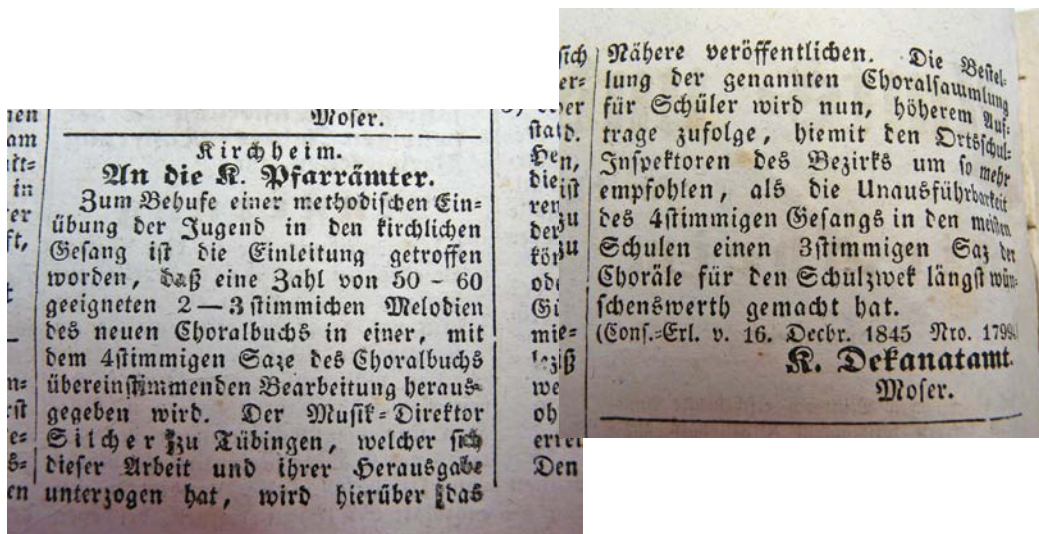 Moser.
Kirchheim.
An die K. Pfarrämter.
Zum Behufe einer methodischen Ein-
übung der Jugend in den kirchlichen
Gesang ist die Einleitung getroffen
worden, daß eine Zahl von 50 - 60
geeigneten 2—3 stimmichen Melodien
des neuen Choralbuchs in einer, mit
dem 4stimmigen Saze des Choralbuchs
übereinstimmenden Bearbeitung heraus-
gegeben wird. Der Musik-Direktor
Silcher zu Tübingen, welcher sich
dieser Arbeit und ihrer Herausgabe
unterzogen hat, wird hierüber das
Nähere veröffentlichen. Die Bestel-
lung der genannten Choralsammlung
für Schüler wird nun, höherem Auf-
trage zufolge, hiemit den Ortsschul-
Inspektoren des Bezirks um so mehr
empfohlen, als die Unausführbarkeit
des 4stimmigen Gesangs in den meisten
Schulen einen 3stimmigen Saz der
Choräle für den Schulzwek längst wün-
schenswerth gemacht hat.
(Cons.-Erl. v. 16. Decbr. 1845 Nro. 1799.)
K. Dekanatamt.
Moser.